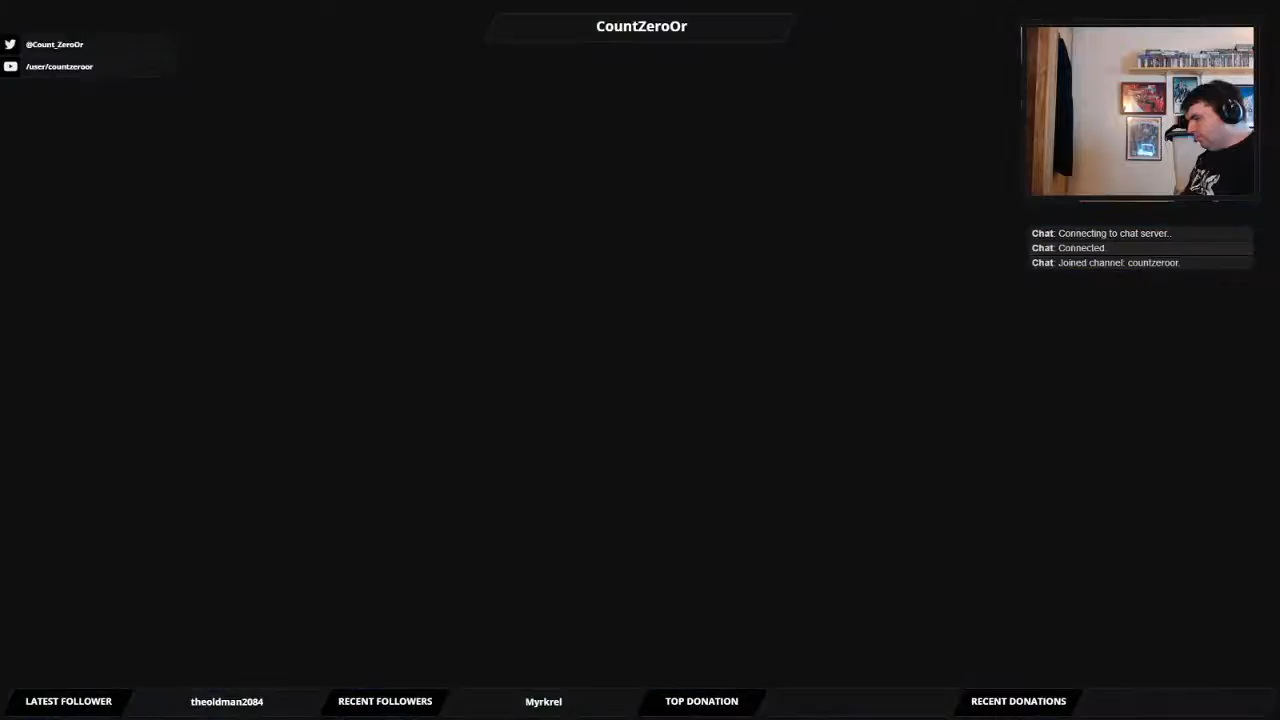 CountZeroOr
@Count_ZeroOr
/user/countzeroor
Chat: Connecting to chat server..
Chat: Connected.
Chat: Joined channel: countzeroor.
LATEST FOLLOWER theoldman2084 RECENT FOLLOWERS Myrkrel TOP DONATION RECENT DONATIONS